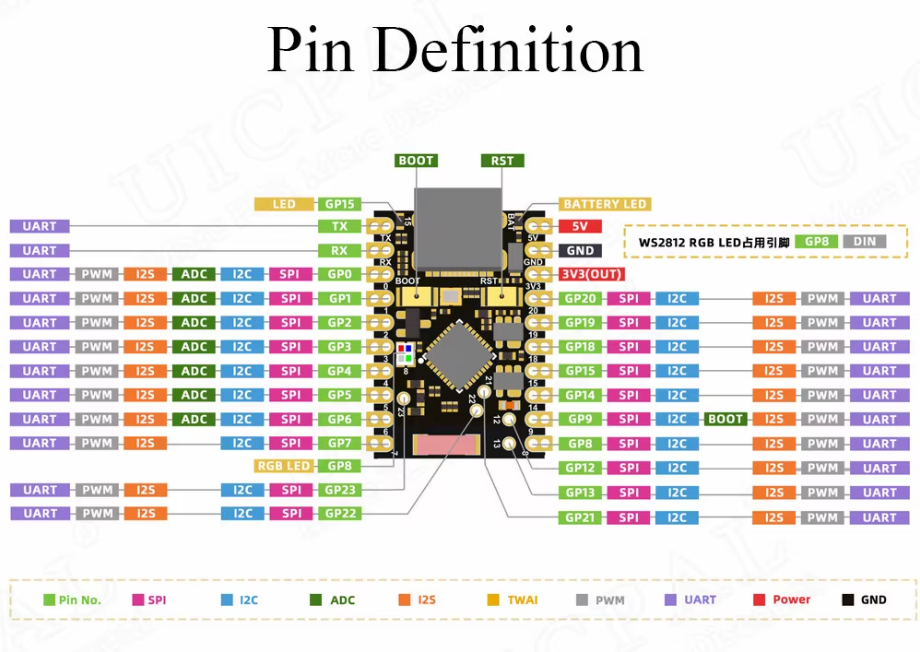 Pin Definition
BOOT RST
LED GP15 BATTERY LED
UART TX 5V
WS2812 RGB LED占用引脚 GP8 DIN
UART RX GND
UART PWM I2S ADC I2C SPI GP0 3V3(OUT)
UART PWM I2S ADC I2C SPI GP1 GP20 SPI I2C I2S PWM UART
UART PWM I2S ADC I2C SPI GP2 GP19 SPI I2C I2S PWM UART
UART PWM I2S ADC I2C SPI GP3 GP18 SPI I2C I2S PWM UART
UART PWM I2S ADC I2C SPI GP4 GP15 SPI I2C I2S PWM UART
UART PWM I2S ADC I2C SPI GP5 GP14 SPI I2C I2S PWM UART
UART PWM I2S ADC I2C SPI GP6 GP9 SPI I2C BOOT I2S PWM UART
UART PWM I2S I2C SPI GP7 GP8 SPI I2C I2S PWM UART
RGB LED GP8 GP12 SPI I2C I2S PWM UART
UART PWM I2S I2C SPI GP23 GP13 SPI I2C I2S PWM UART
UART PWM I2S I2C SPI GP22 GP21 SPI I2C I2S PWM UART
15 BAT
TX 5V
RX GND
BOOT RST
0 3V3
1 20
2 19
3 18
4 15
5 14
6 9
7 8
8
21
22
23
12
13
Pin No. SPI I2C ADC I2S TWAI PWM UART Power GND
UICPAL